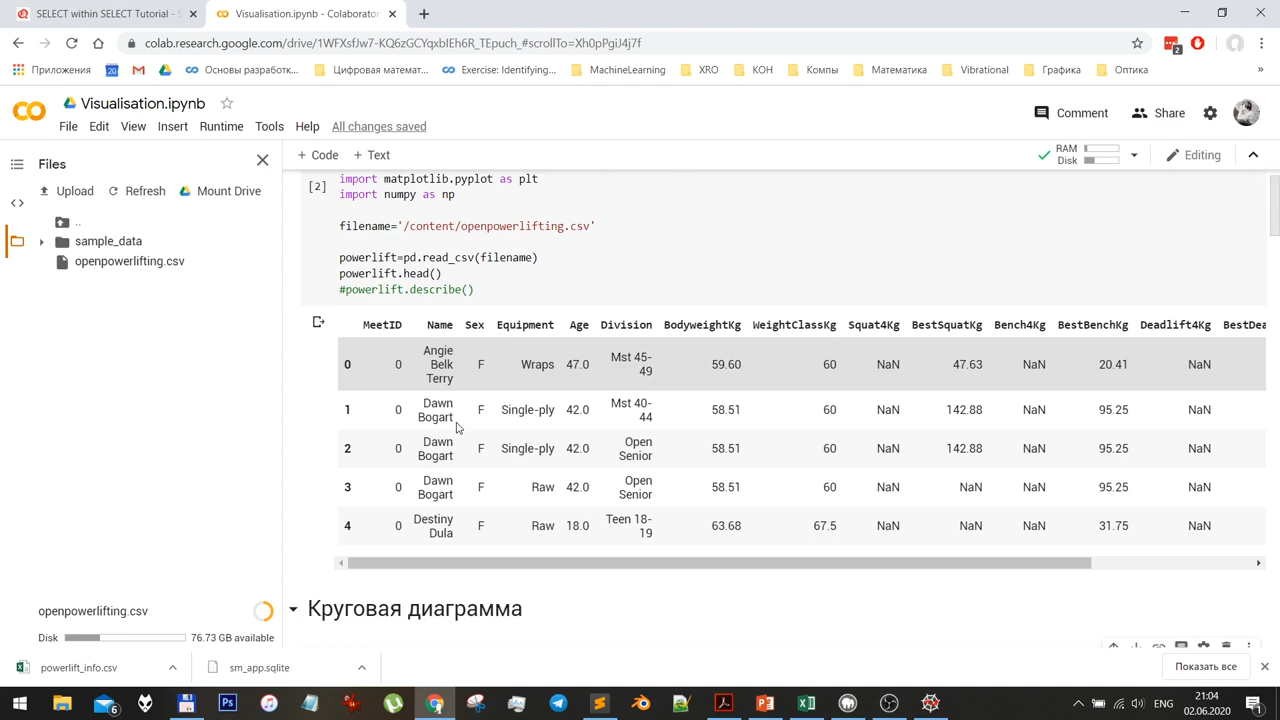 SELECT within SELECT Tutorial - S
Visualisation.ipynb - Colaborator
colab.research.google.com/drive/1WFXsfJw7-KQ6zGCYqxbIEh6R_TEpuch_#scrollTo=Xh0pPgiJ4j7f
2
Приложения
20
Основы разработк...
Цифровая математ...
Exercise: Identifying...
MachineLearning
XRO
КОН
Компы
Математика
Vibrational
Графика
Оптика
»
Visualisation.ipynb
Comment
Share
File Edit View Insert Runtime Tools Help All changes saved
Files
+ Code + Text
RAM
Disk
Editing
Upload Refresh Mount Drive
..
sample_data
openpowerlifting.csv
[2]
import matplotlib.pyplot as plt
import numpy as np
filename='/content/openpowerlifting.csv'
powerlift=pd.read_csv(filename)
powerlift.head()
#powerlift.describe()
MeetID Name Sex Equipment Age Division BodyweightKg WeightClassKg Squat4Kg BestSquatKg Bench4Kg BestBenchKg Deadlift4Kg BestDea
0 0 Angie Belk Terry F Wraps 47.0 Mst 45-49 59.60 60 NaN 47.63 NaN 20.41 NaN
1 0 Dawn Bogart F Single-ply 42.0 Mst 40-44 58.51 60 NaN 142.88 NaN 95.25 NaN
2 0 Dawn Bogart F Single-ply 42.0 Open Senior 58.51 60 NaN 142.88 NaN 95.25 NaN
3 0 Dawn Bogart F Raw 42.0 Open Senior 58.51 60 NaN NaN NaN 95.25 NaN
4 0 Destiny Dula F Raw 18.0 Teen 18-19 63.68 67.5 NaN NaN NaN 31.75 NaN
Круговая диаграмма
openpowerlifting.csv
Disk 76.73 GB available
powerlift_info.csv
sm_app.sqlite
Показать все
6
ENG
21:04
02.06.2020
1